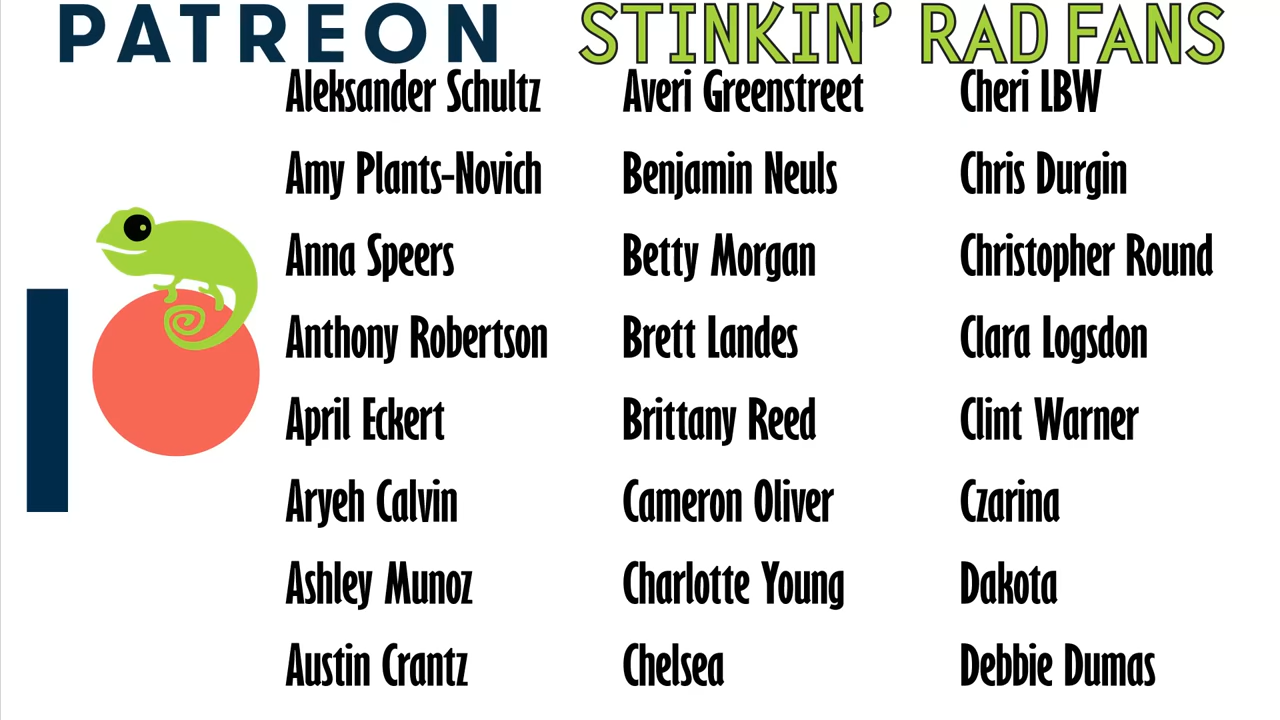 PATREON STINKIN' RAD FANS
Aleksander Schultz
Amy Plants-Novich
Anna Speers
Anthony Robertson
April Eckert
Aryeh Calvin
Ashley Munoz
Austin Crantz
Averi Greenstreet
Benjamin Neuls
Betty Morgan
Brett Landes
Brittany Reed
Cameron Oliver
Charlotte Young
Chelsea
Cheri LBW
Chris Durgin
Christopher Round
Clara Logsdon
Clint Warner
Czarina
Dakota
Debbie Dumas